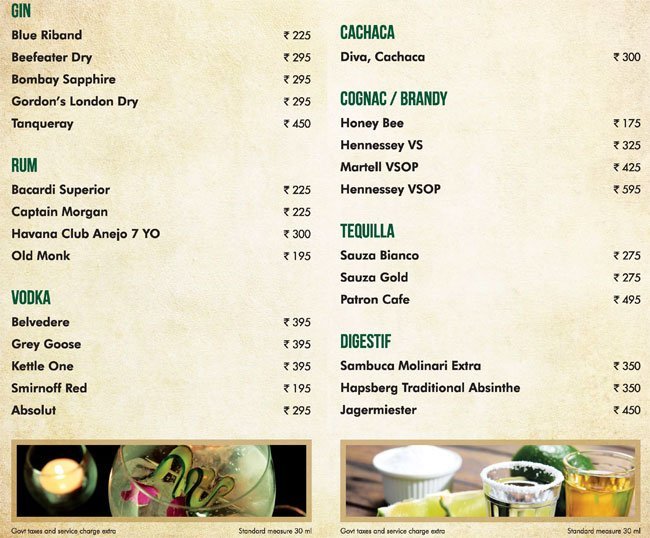 GIN
Blue Riband ₹ 225
Beefeater Dry ₹ 295
Bombay Sapphire ₹ 295
Gordon's London Dry ₹ 295
Tanqueray ₹ 450
RUM
Bacardi Superior ₹ 225
Captain Morgan ₹ 225
Havana Club Anejo 7 YO ₹ 300
Old Monk ₹ 195
VODKA
Belvedere ₹ 395
Grey Goose ₹ 395
Kettle One ₹ 395
Smirnoff Red ₹ 195
Absolut ₹ 295
Govt taxes and service charge extra Standard measure 30 ml
CACHACA
Diva, Cachaca ₹ 300
COGNAC / BRANDY
Honey Bee ₹ 175
Hennessey VS ₹ 325
Martell VSOP ₹ 425
Hennessey VSOP ₹ 595
TEQUILLA
Sauza Bianco ₹ 275
Sauza Gold ₹ 275
Patron Cafe ₹ 495
DIGESTIF
Sambuca Molinari Extra ₹ 350
Hapsberg Traditional Absinthe ₹ 350
Jagermiester ₹ 450
Govt taxes and service charge extra Standard measure 30 ml